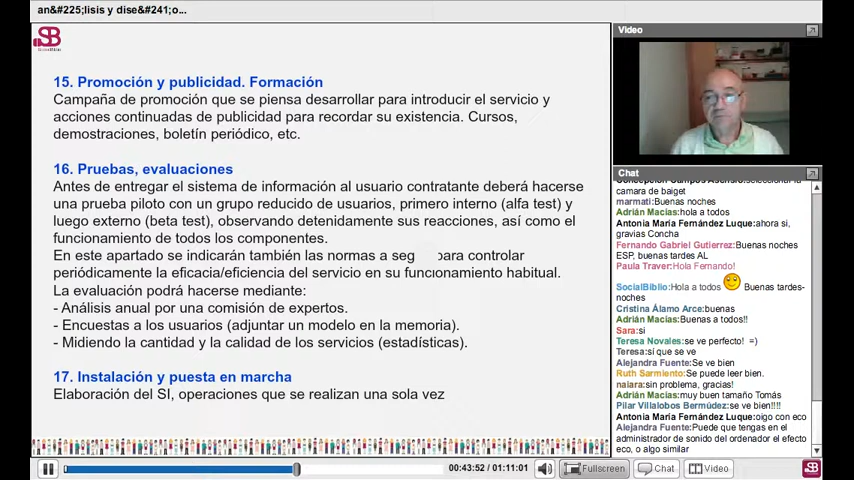 an&#225;lisis y dise&#241;o...
SB
15. Promoción y publicidad. Formación
Campaña de promoción que se piensa desarrollar para introducir el servicio y
acciones continuadas de publicidad para recordar su existencia. Cursos,
demostraciones, boletín periódico, etc.
16. Pruebas, evaluaciones
Antes de entregar el sistema de información al usuario contratante deberá hacerse
una prueba piloto con un grupo reducido de usuarios, primero interno (alfa test) y
luego externo (beta test), observando detenidamente sus reacciones, así como el
funcionamiento de todos los componentes.
En este apartado se indicarán también las normas a seg para controlar
periódicamente la eficacia/eficiencia del servicio en su funcionamiento habitual.
La evaluación podrá hacerse mediante:
- Análisis anual por una comisión de expertos.
- Encuestas a los usuarios (adjuntar un modelo en la memoria).
- Midiendo la cantidad y la calidad de los servicios (estadísticas).
17. Instalación y puesta en marcha
Elaboración del SI, operaciones que se realizan una sola vez
Video
Chat
camara de baiget
marmati:Buenas noches
Adrián Macías:hola a todos
Antonia María Fernández Luque:ahora si,
gravias Concha
Fernando Gabriel Gutierrez:Buenas noches
ESP, buenas tardes AL
Paula Traver:Hola Fernando!
SocialBiblio:Hola a todos Buenas tardes-
noches
Cristina Álamo Arce:buenas
Adrián Macías:Buenas a todos!!
Sara:si
Teresa Novales:se ve perfecto! =)
Teresa:sí que se ve
Alejandra Fuente:Se ve bien
Ruth Sarmiento:Se puede leer bien.
naiara:sin problema, gracias!
Adrián Macías:muy buen tamaño Tomás
Pilar Villalobos Bermúdez:se ve bien!!!!
Antonia María Fernández Luque:oigo con eco
Alejandra Fuente:Puede que tengas en el
administrador de sonido del ordenador el efecto
eco, o algo similar
00:43:52 / 01:11:01
Fullscreen
Chat
Video
SB